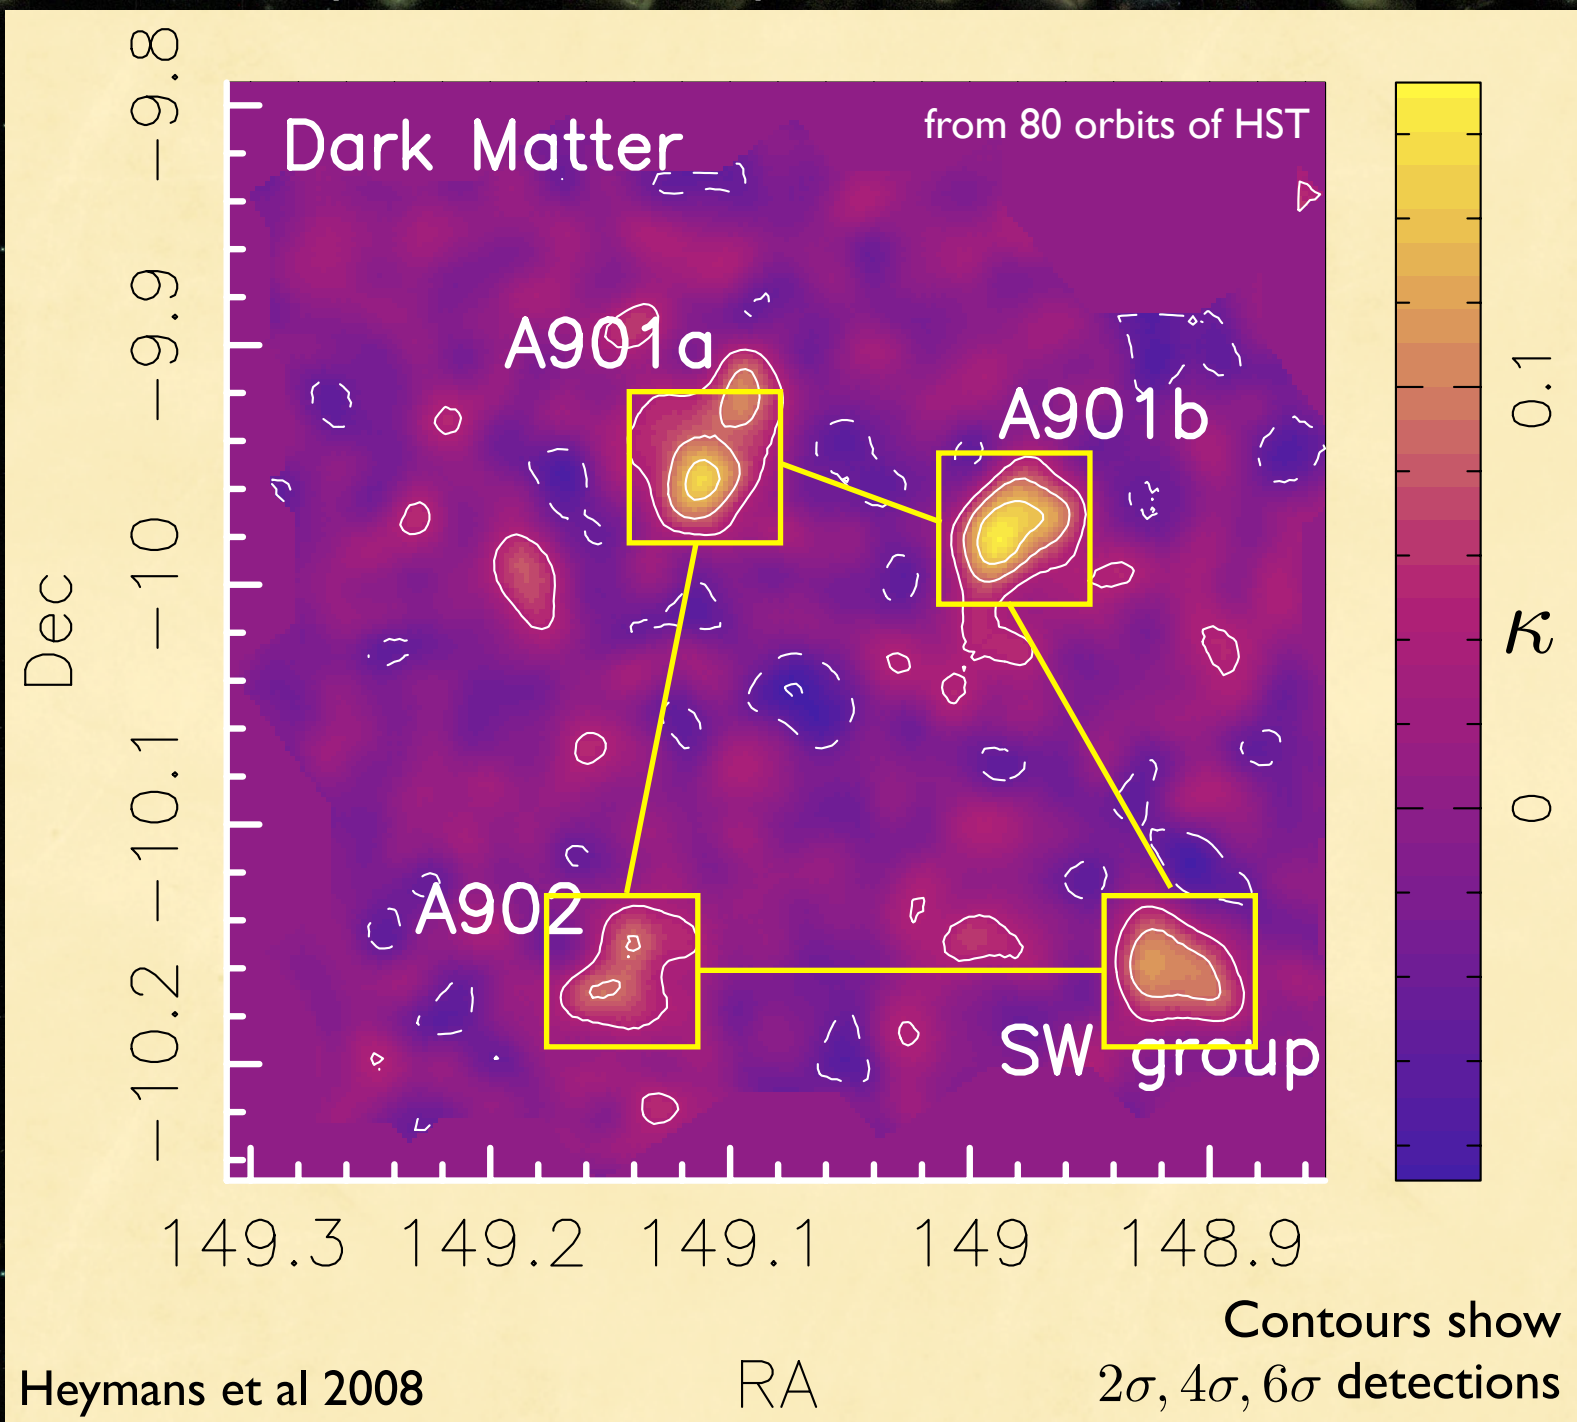 Dark Matter
from 80 orbits of HST
A901a
A901b
A902
SW group
−9.8
−9.9
−10
−10.1
−10.2
Dec
149.3 149.2 149.1 149 148.9
RA
0.1
κ
0
Contours show
2σ, 4σ, 6σ detections
Heymans et al 2008